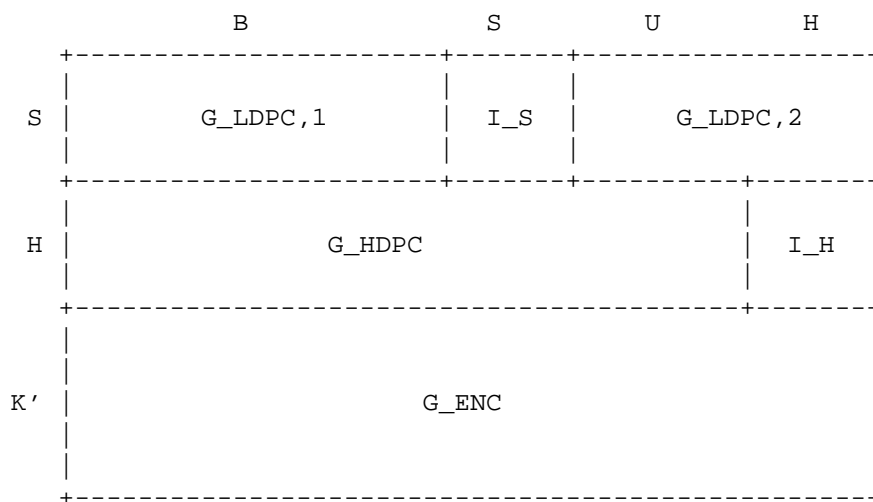 B S U H
S G_LDPC,1 I_S G_LDPC,2
H G_HDPC I_H
K' G_ENC